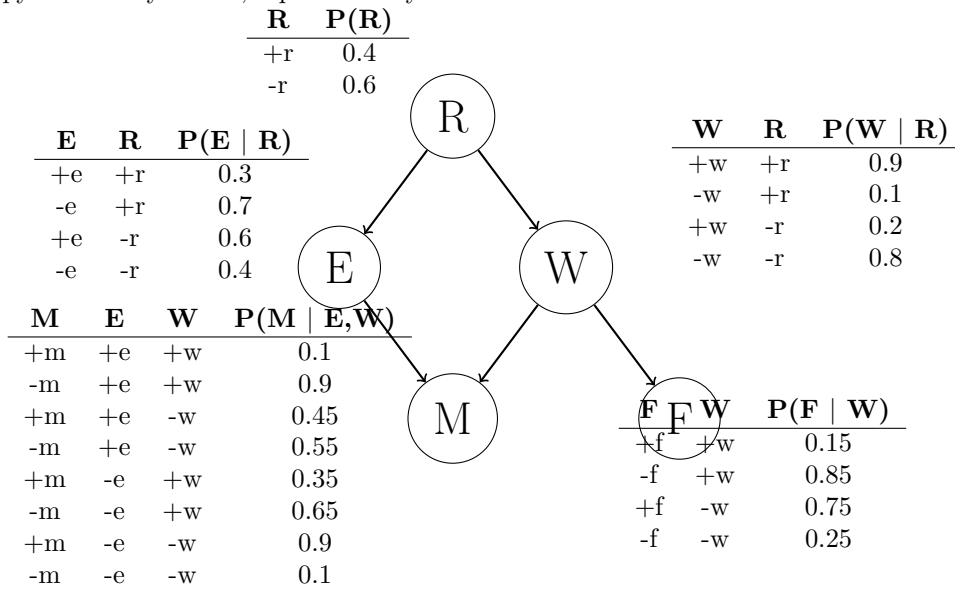 R P(R)
+r 0.4
-r 0.6
R
E R P(E | R)
+e +r 0.3
-e +r 0.7
+e -r 0.6
-e -r 0.4
W R P(W | R)
+w +r 0.9
-w +r 0.1
+w -r 0.2
-w -r 0.8
E
W
M E W P(M | E,W)
+m +e +w 0.1
-m +e +w 0.9
+m +e -w 0.45
-m +e -w 0.55
+m -e +w 0.35
-m -e +w 0.65
+m -e -w 0.9
-m -e -w 0.1
M
F
F W P(F | W)
+f +w 0.15
-f +w 0.85
+f -w 0.75
-f -w 0.25